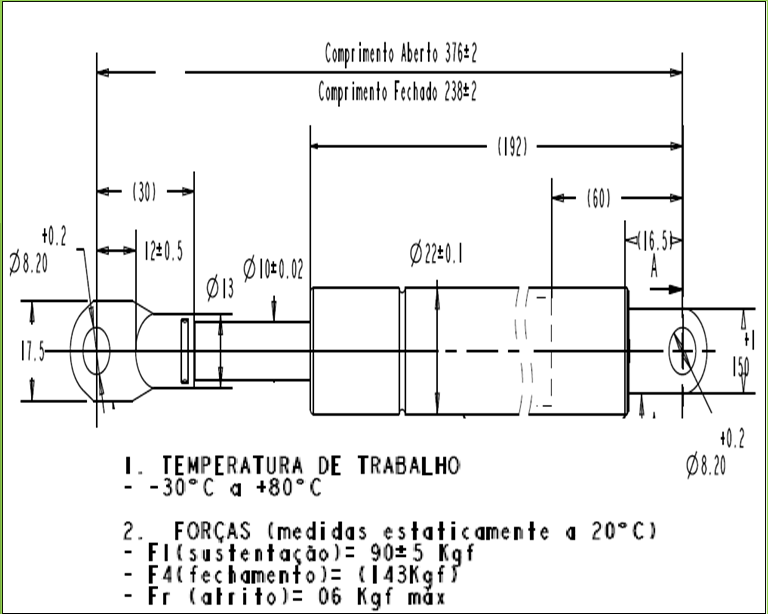 Comprimento Aberto 376±2
Comprimento Fechado 238±2
(192)
(30)
(60)
+0.2
Ø8.20
12±0.5
Ø10±0.02
Ø13
Ø22±0.1
(16.5)
A
17.5
+1
150
+0.2
Ø8.20
1. TEMPERATURA DE TRABALHO
- -30°C a +80°C
2. FORÇAS (medidas estaticamente a 20°C)
- F1(sustentação)= 90±5 Kgf
- F4(fechamento)= (143Kgf)
- Fr (atrito)= 06 Kgf máx